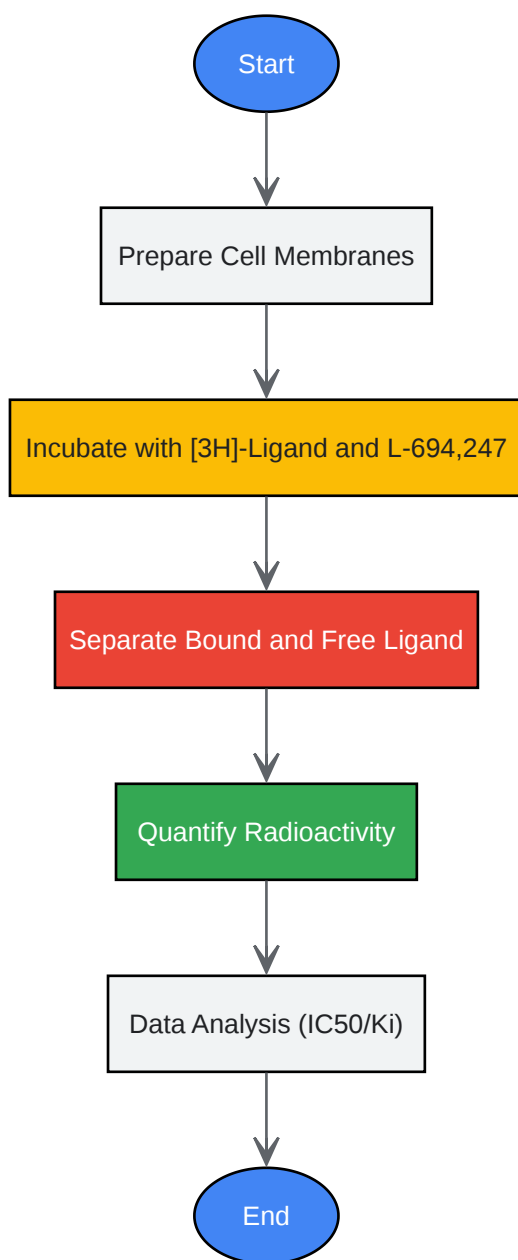 Start
Prepare Cell Membranes
Incubate with [3H]-Ligand and L-694,247
Separate Bound and Free Ligand
Quantify Radioactivity
Data Analysis (IC50/Ki)
End